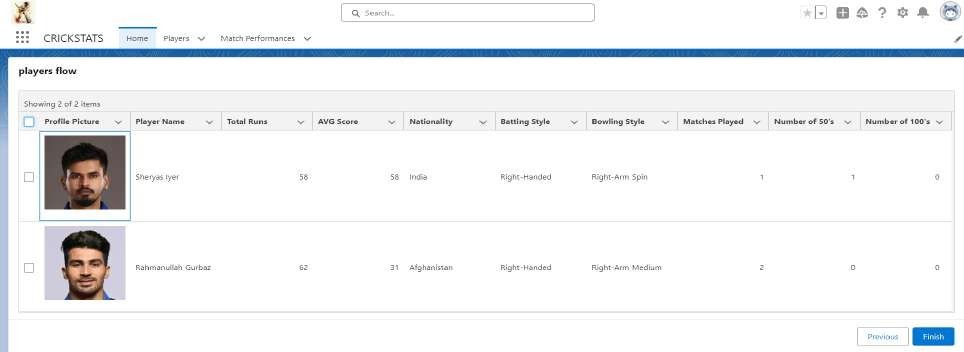 Search...
CRICKSTATS Home Players Match Performances
players flow
Showing 2 of 2 items
Profile Picture Player Name Total Runs AVG Score Nationality Batting Style Bowling Style Matches Played Number of 50's Number of 100's
Sheryas Iyer 58 58 India Right-Handed Right-Arm Spin 1 1 0
Rahmanullah Gurbaz 62 31 Afghanistan Right-Handed Right-Arm Medium 2 0 0
Previous Finish